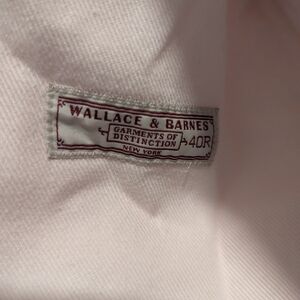 WALLACE & BARNES
GARMENTS OF
DISTINCTION
40R
NEW YORK